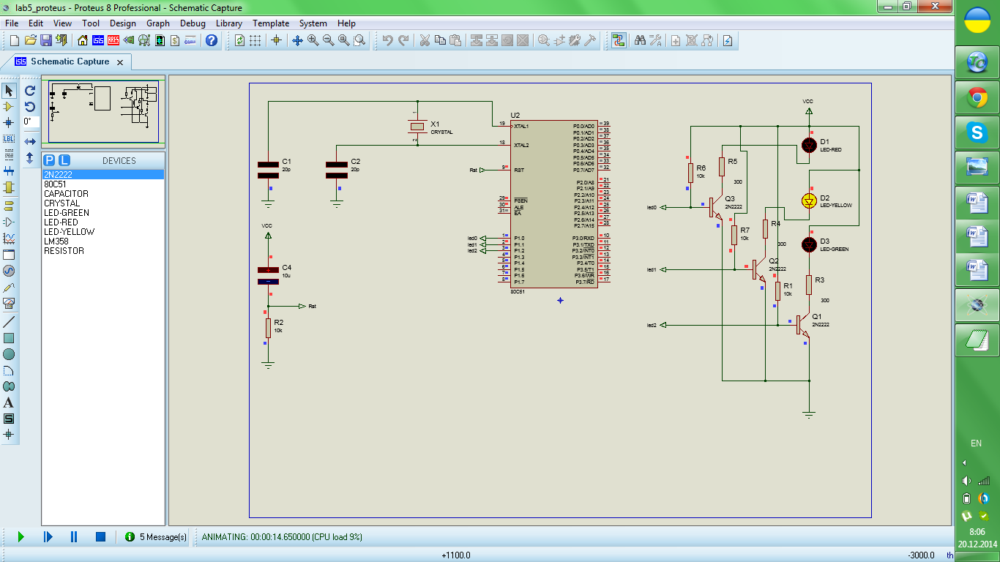 lab5_proteus - Proteus 8 Professional - Schematic Capture
File Edit View Tool Design Graph Debug Library Template System Help
Schematic Capture
0°
P L DEVICES
2N2222
80C51
CAPACITOR
CRYSTAL
LED-GREEN
LED-RED
LED-YELLOW
LM358
RESISTOR
C1
20p
C2
20p
X1
CRYSTAL
1
2
Rst
VCC
C4
10u
Rst
R2
10k
U2
19 XTAL1
18 XTAL2
9 RST
29 PSEN
30 ALE
31 EA
led0 1 P1.0
led1 2 P1.1
led2 3 P1.2
4 P1.3
5 P1.4
6 P1.5
7 P1.6
8 P1.7
P0.0/AD0 39
P0.1/AD1 38
P0.2/AD2 37
P0.3/AD3 36
P0.4/AD4 35
P0.5/AD5 34
P0.6/AD6 33
P0.7/AD7 32
P2.0/A8 21
P2.1/A9 22
P2.2/A10 23
P2.3/A11 24
P2.4/A12 25
P2.5/A13 26
P2.6/A14 27
P2.7/A15 28
P3.0/RXD 10
P3.1/TXD 11
P3.2/INT0 12
P3.3/INT1 13
P3.4/T0 14
P3.5/T1 15
P3.6/WR 16
P3.7/RD 17
80C51
VCC
D1
LED-RED
R6
10k
R5
300
D2
LED-YELLOW
Q3
2N2222
led0
R7
10k
R4
300
D3
LED-GREEN
Q2
2N2222
led1
R1
10k
R3
300
Q1
2N2222
led2
5 Message(s)
ANIMATING: 00:00:14.650000 (CPU load 9%)
+1100.0
-3000.0 th
EN
8:06
20.12.2014